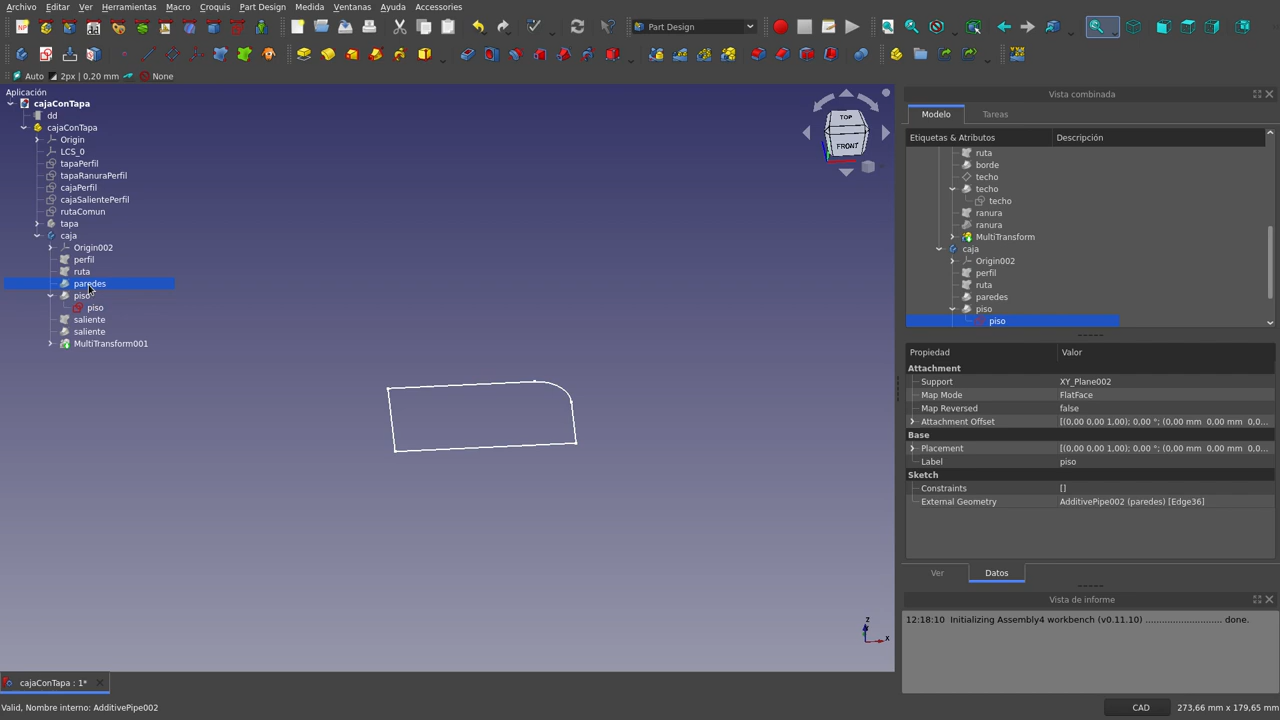 Archivo Editar Ver Herramientas Macro Croquis Part Design Medida Ventanas Ayuda Accessories
Part Design
Auto 2px | 0,20 mm None
Aplicación
cajaConTapa
dd
cajaConTapa
Origin
LCS_0
tapaPerfil
tapaRanuraPerfil
cajaPerfil
cajaSalientePerfil
rutaComun
tapa
caja
Origin002
perfil
ruta
paredes
piso
piso
saliente
saliente
MultiTransform001
TOP
FRONT
Z
X
cajaConTapa : 1*
Vista combinada
Modelo Tareas
Etiquetas & Atributos Descripción
ruta
borde
techo
techo
techo
ranura
ranura
MultiTransform
caja
Origin002
perfil
ruta
paredes
piso
piso
Propiedad Valor
Attachment
Support XY_Plane002
Map Mode FlatFace
Map Reversed false
Attachment Offset [(0,00 0,00 1,00); 0,00 °; (0,00 mm 0,00 mm 0,0...
Base
Placement [(0,00 0,00 1,00); 0,00 °; (0,00 mm 0,00 mm 0,0...
Label piso
Sketch
Constraints []
External Geometry AdditivePipe002 (paredes) [Edge36]
Ver Datos
Vista de informe
12:18:10 Initializing Assembly4 workbench (v0.11.10) ............................ done.
Valid, Nombre interno: AdditivePipe002 CAD 273,66 mm x 179,65 mm